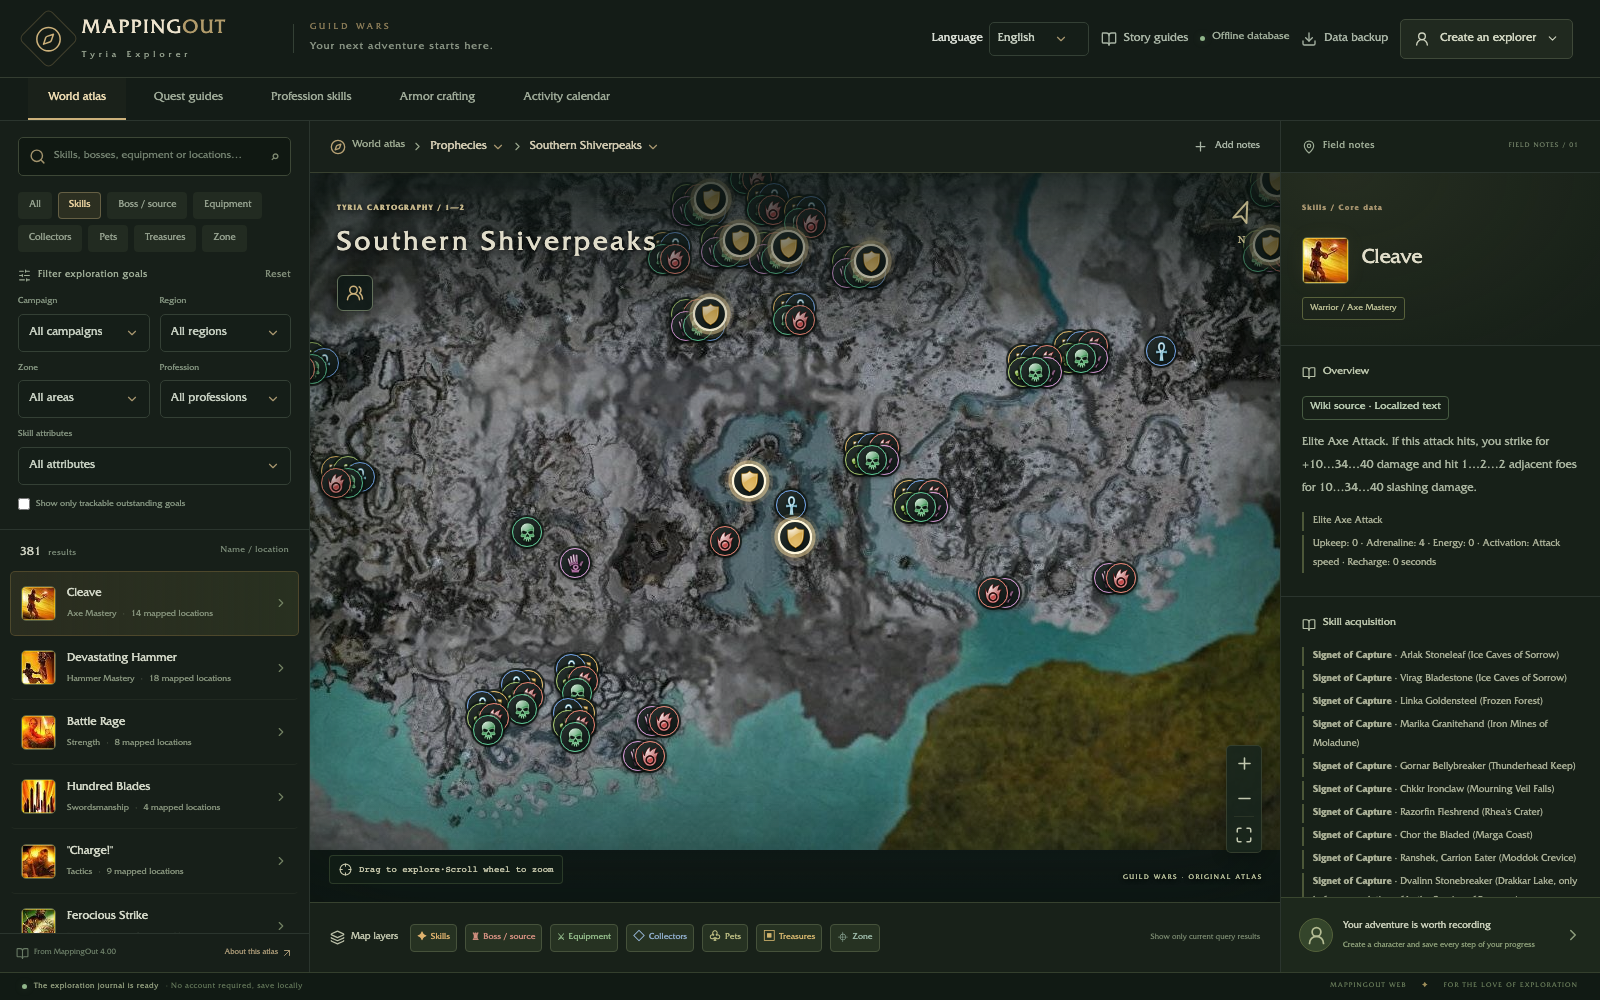 MAPPINGOUT
Tyria Explorer
GUILD WARS
Your next adventure starts here.
Language
English
Story guides
Offline database
Data backup
Create an explorer
World atlas
Quest guides
Profession skills
Armor crafting
Activity calendar
Skills, bosses, equipment or locations...
All
Skills
Boss / source
Equipment
Collectors
Pets
Treasures
Zone
Filter exploration goals
Reset
Campaign
Region
All campaigns
All regions
Zone
Profession
All areas
All professions
Skill attributes
All attributes
Show only trackable outstanding goals
381 results
Name / location
Cleave
Axe Mastery · 14 mapped locations
Devastating Hammer
Hammer Mastery · 18 mapped locations
Battle Rage
Strength · 8 mapped locations
Hundred Blades
Swordsmanship · 4 mapped locations
"Charge!"
Tactics · 9 mapped locations
Ferocious Strike
From MappingOut 4.00
About this atlas
World atlas
Prophecies
Southern Shiverpeaks
Add notes
TYRIA CARTOGRAPHY / 1—2
Southern Shiverpeaks
N
Drag to explore·Scroll wheel to zoom
GUILD WARS · ORIGINAL ATLAS
Map layers
Skills
Boss / source
Equipment
Collectors
Pets
Treasures
Zone
Show only current query results
Field notes
FIELD NOTES / 01
Skills / Core data
Cleave
Warrior / Axe Mastery
Overview
Wiki source · Localized text
Elite Axe Attack. If this attack hits, you strike for
+10...34...40 damage and hit 1...2...2 adjacent foes
for 10...34...40 slashing damage.
Elite Axe Attack
Upkeep: 0 · Adrenaline: 4 · Energy: 0 · Activation: Attack
speed · Recharge: 0 seconds
Skill acquisition
Signet of Capture · Arlak Stoneleaf (Ice Caves of Sorrow)
Signet of Capture · Virag Bladestone (Ice Caves of Sorrow)
Signet of Capture · Linka Goldensteel (Frozen Forest)
Signet of Capture · Marika Granitehand (Iron Mines of
Moladune)
Signet of Capture · Gornar Bellybreaker (Thunderhead Keep)
Signet of Capture · Chkkr Ironclaw (Mourning Veil Falls)
Signet of Capture · Razorfin Fleshrend (Rhea's Crater)
Signet of Capture · Chor the Bladed (Marga Coast)
Signet of Capture · Ranshek, Carrion Eater (Moddok Crevice)
Signet of Capture · Dvalinn Stonebreaker (Drakkar Lake, only
Your adventure is worth recording
Create a character and save every step of your progress
The exploration journal is ready · No account required, save locally
MAPPINGOUT WEB
FOR THE LOVE OF EXPLORATION